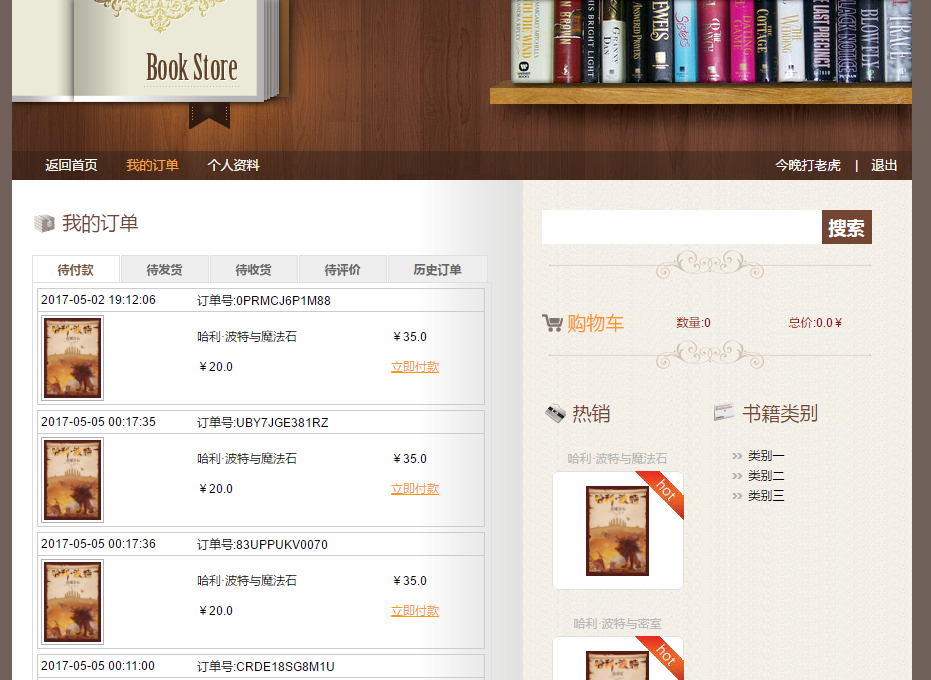 Book Store
返回首页 我的订单 个人资料
今晚打老虎 | 退出
我的订单
待付款 待发货 待收货 待评价 历史订单
2017-05-02 19:12:06 订单号:0PRMCJ6P1M88
哈利·波特与魔法石 ￥35.0
￥20.0 立即付款
2017-05-05 00:17:35 订单号:UBY7JGE381RZ
哈利·波特与魔法石 ￥35.0
￥20.0 立即付款
2017-05-05 00:17:36 订单号:83UPPUKV0070
哈利·波特与魔法石 ￥35.0
￥20.0 立即付款
2017-05-05 00:11:00 订单号:CRDE18SG8M1U
搜索
购物车 数量:0 总价:0.0￥
热销
哈利·波特与魔法石
hot
哈利·波特与密室
hot
书籍类别
>> 类别一
>> 类别二
>> 类别三